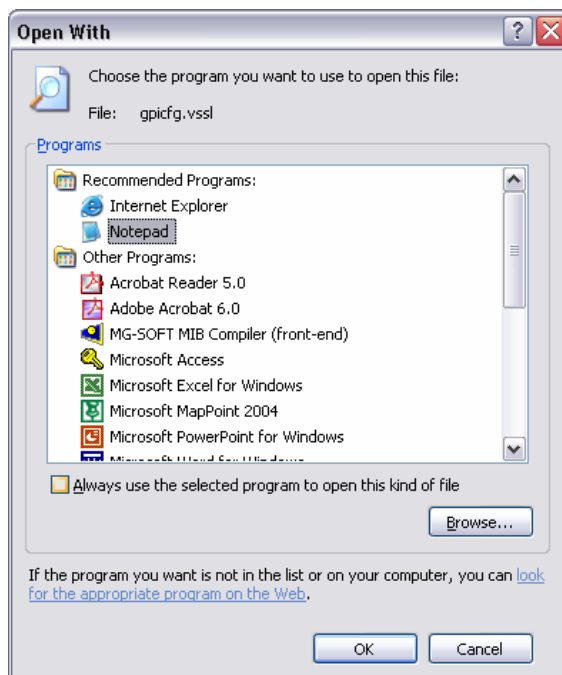 Open With
Choose the program you want to use to open this file:
File: gpicfg.vssl
Programs
Recommended Programs:
Internet Explorer
Notepad
Other Programs:
Acrobat Reader 5.0
Adobe Acrobat 6.0
MG-SOFT MIB Compiler (front-end)
Microsoft Access
Microsoft Excel for Windows
Microsoft MapPoint 2004
Microsoft PowerPoint for Windows
Microsoft Word for Windows
Always use the selected program to open this kind of file
Browse...
If the program you want is not in the list or on your computer, you can look
for the appropriate program on the Web.
OK Cancel